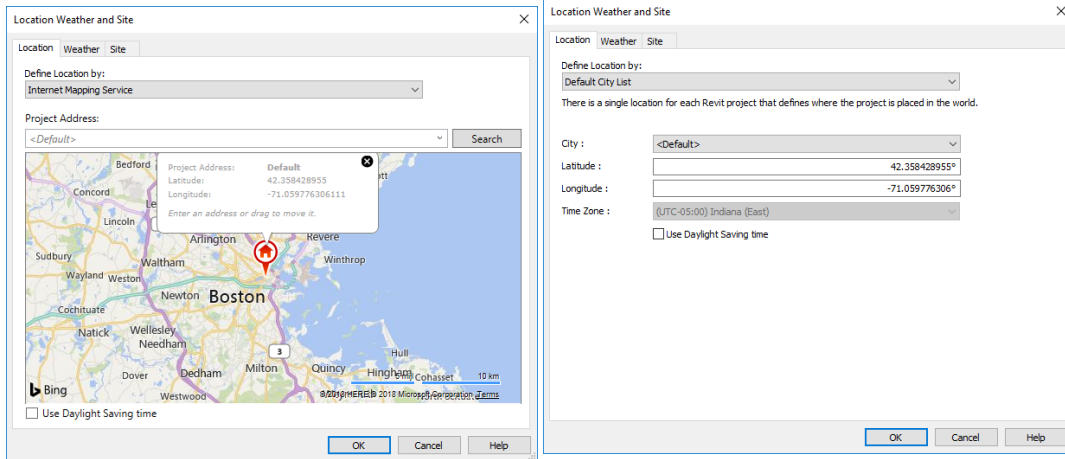 Location Weather and Site
Location Weather Site
Define Location by:
Internet Mapping Service
Project Address:
<Default>
Search
Bedford
Concord
Lincoln
Arlington
Revere
Sudbury
Waltham
Winthrop
Wayland Weston
Newton Boston
Cochituate
Natick
Wellesley
Needham
3
Hull
Dover
Dedham
Milton
Quincy
Hingham
Cohasset
10 km
Westwood
Bing
Terms
Project Address: Default
Latitude: 42.358428955
Longitude: -71.059776306111
Enter an address or drag to move it.
Use Daylight Saving time
OK Cancel Help
Location Weather and Site
Location Weather Site
Define Location by:
Default City List
There is a single location for each Revit project that defines where the project is placed in the world.
City : <Default>
Latitude : 42.358428955°
Longitude : -71.059776306°
Time Zone : (UTC-05:00) Indiana (East)
Use Daylight Saving time
OK Cancel Help